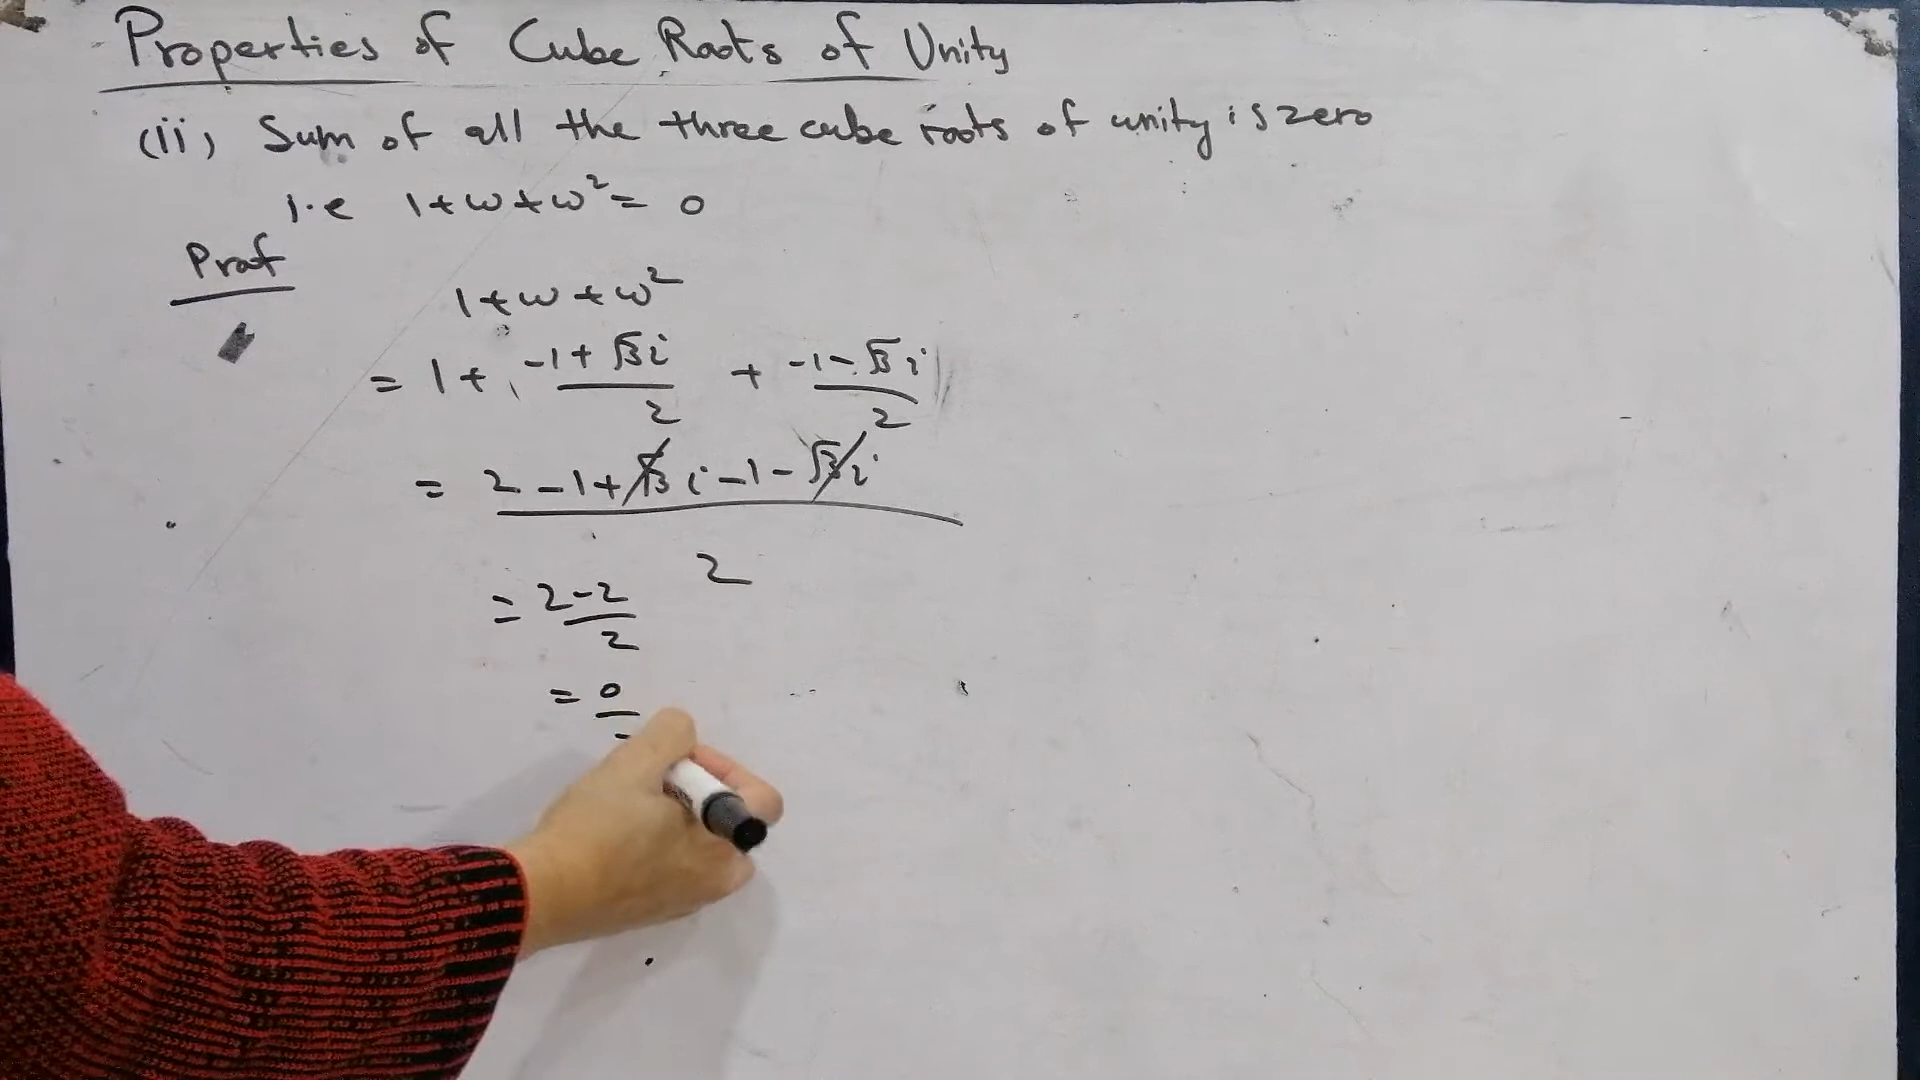 Properties of Cube Roots of Unity
(ii) Sum of all the three cube roots of unity is zero
i.e 1+ω+ω²= 0
Proof
1+ω+ω²
= 1 + (-1+√3i)/2 + (-1-√3i)/2
= (2-1+√3i-1-√3i)/2
= (2-2)/2
= 0